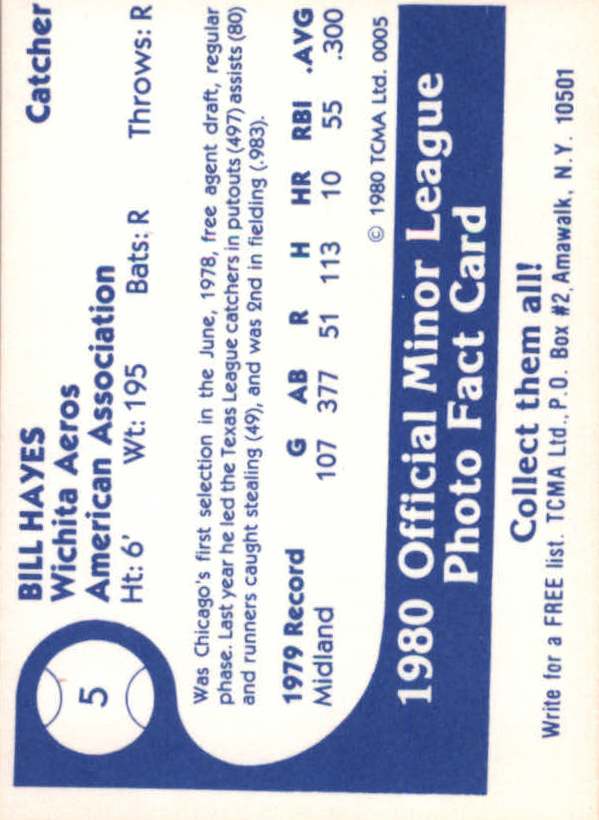 5
BILL HAYES Catcher
Wichita Aeros
American Association
Ht: 6' Wt: 195 Bats: R Throws: R
Was Chicago's first selection in the June, 1978, free agent draft, regular
phase. Last year he led the Texas League catchers in putouts (497) assists (80)
and runners caught stealing (49), and was 2nd in fielding (.983).
1979 Record G AB R H HR RBI .AVG
Midland 107 377 51 113 10 55 .300
© 1980 TCMA Ltd. 0005
1980 Official Minor League
Photo Fact Card
Collect them all!
Write for a FREE list. TCMA Ltd., P.O. Box #2, Amawalk, N.Y. 10501